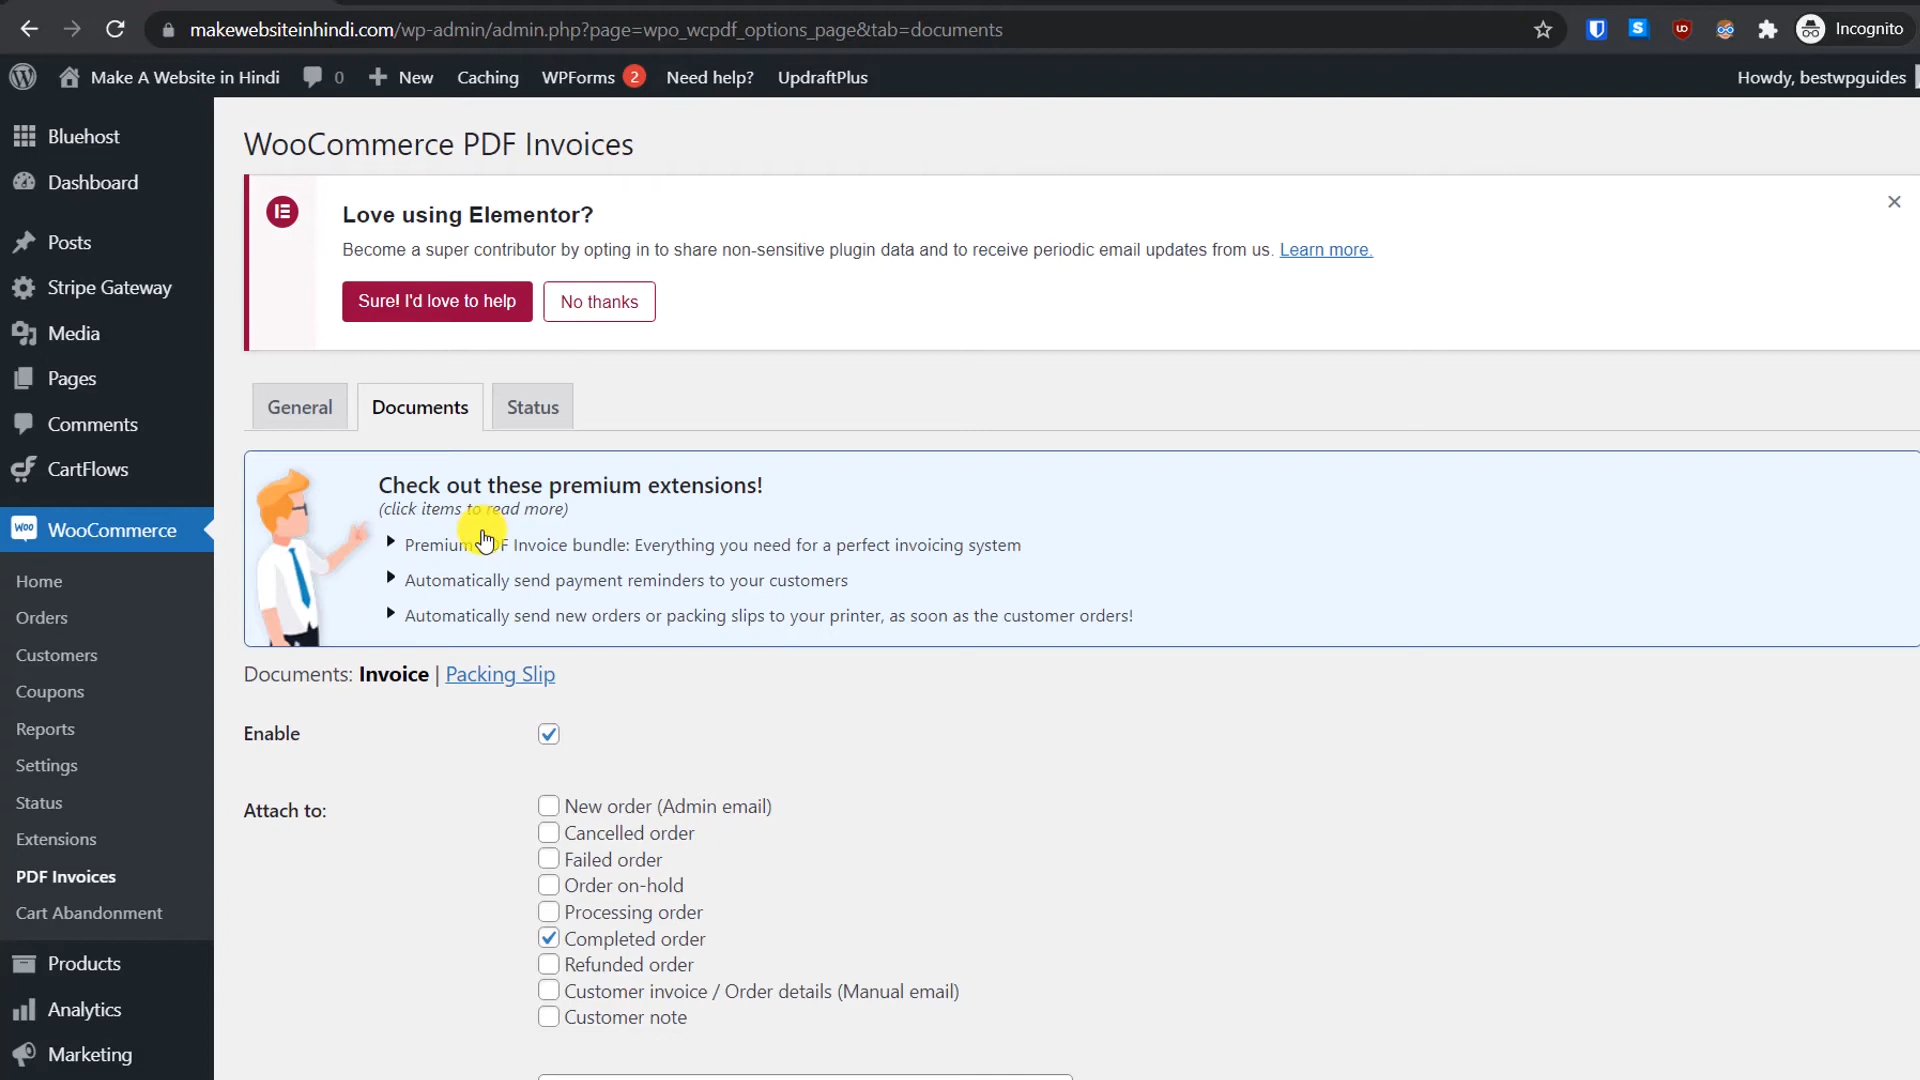 makewebsiteinhindi.com/wp-admin/admin.php?page=wpo_wcpdf_options_page&tab=documents
Incognito
Make A Website in Hindi
0
New
Caching
WPForms 2
Need help?
UpdraftPlus
Howdy, bestwpguides
Bluehost
Dashboard
Posts
Stripe Gateway
Media
Pages
Comments
CartFlows
WooCommerce
Home
Orders
Customers
Coupons
Reports
Settings
Status
Extensions
PDF Invoices
Cart Abandonment
Products
Analytics
Marketing
WooCommerce PDF Invoices
Love using Elementor?
Become a super contributor by opting in to share non-sensitive plugin data and to receive periodic email updates from us. Learn more.
Sure! I'd love to help
No thanks
General
Documents
Status
Check out these premium extensions!
(click items to read more)
Premium PDF Invoice bundle: Everything you need for a perfect invoicing system
Automatically send payment reminders to your customers
Automatically send new orders or packing slips to your printer, as soon as the customer orders!
Documents: Invoice | Packing Slip
Enable
Attach to:
New order (Admin email)
Cancelled order
Failed order
Order on-hold
Processing order
Completed order
Refunded order
Customer invoice / Order details (Manual email)
Customer note